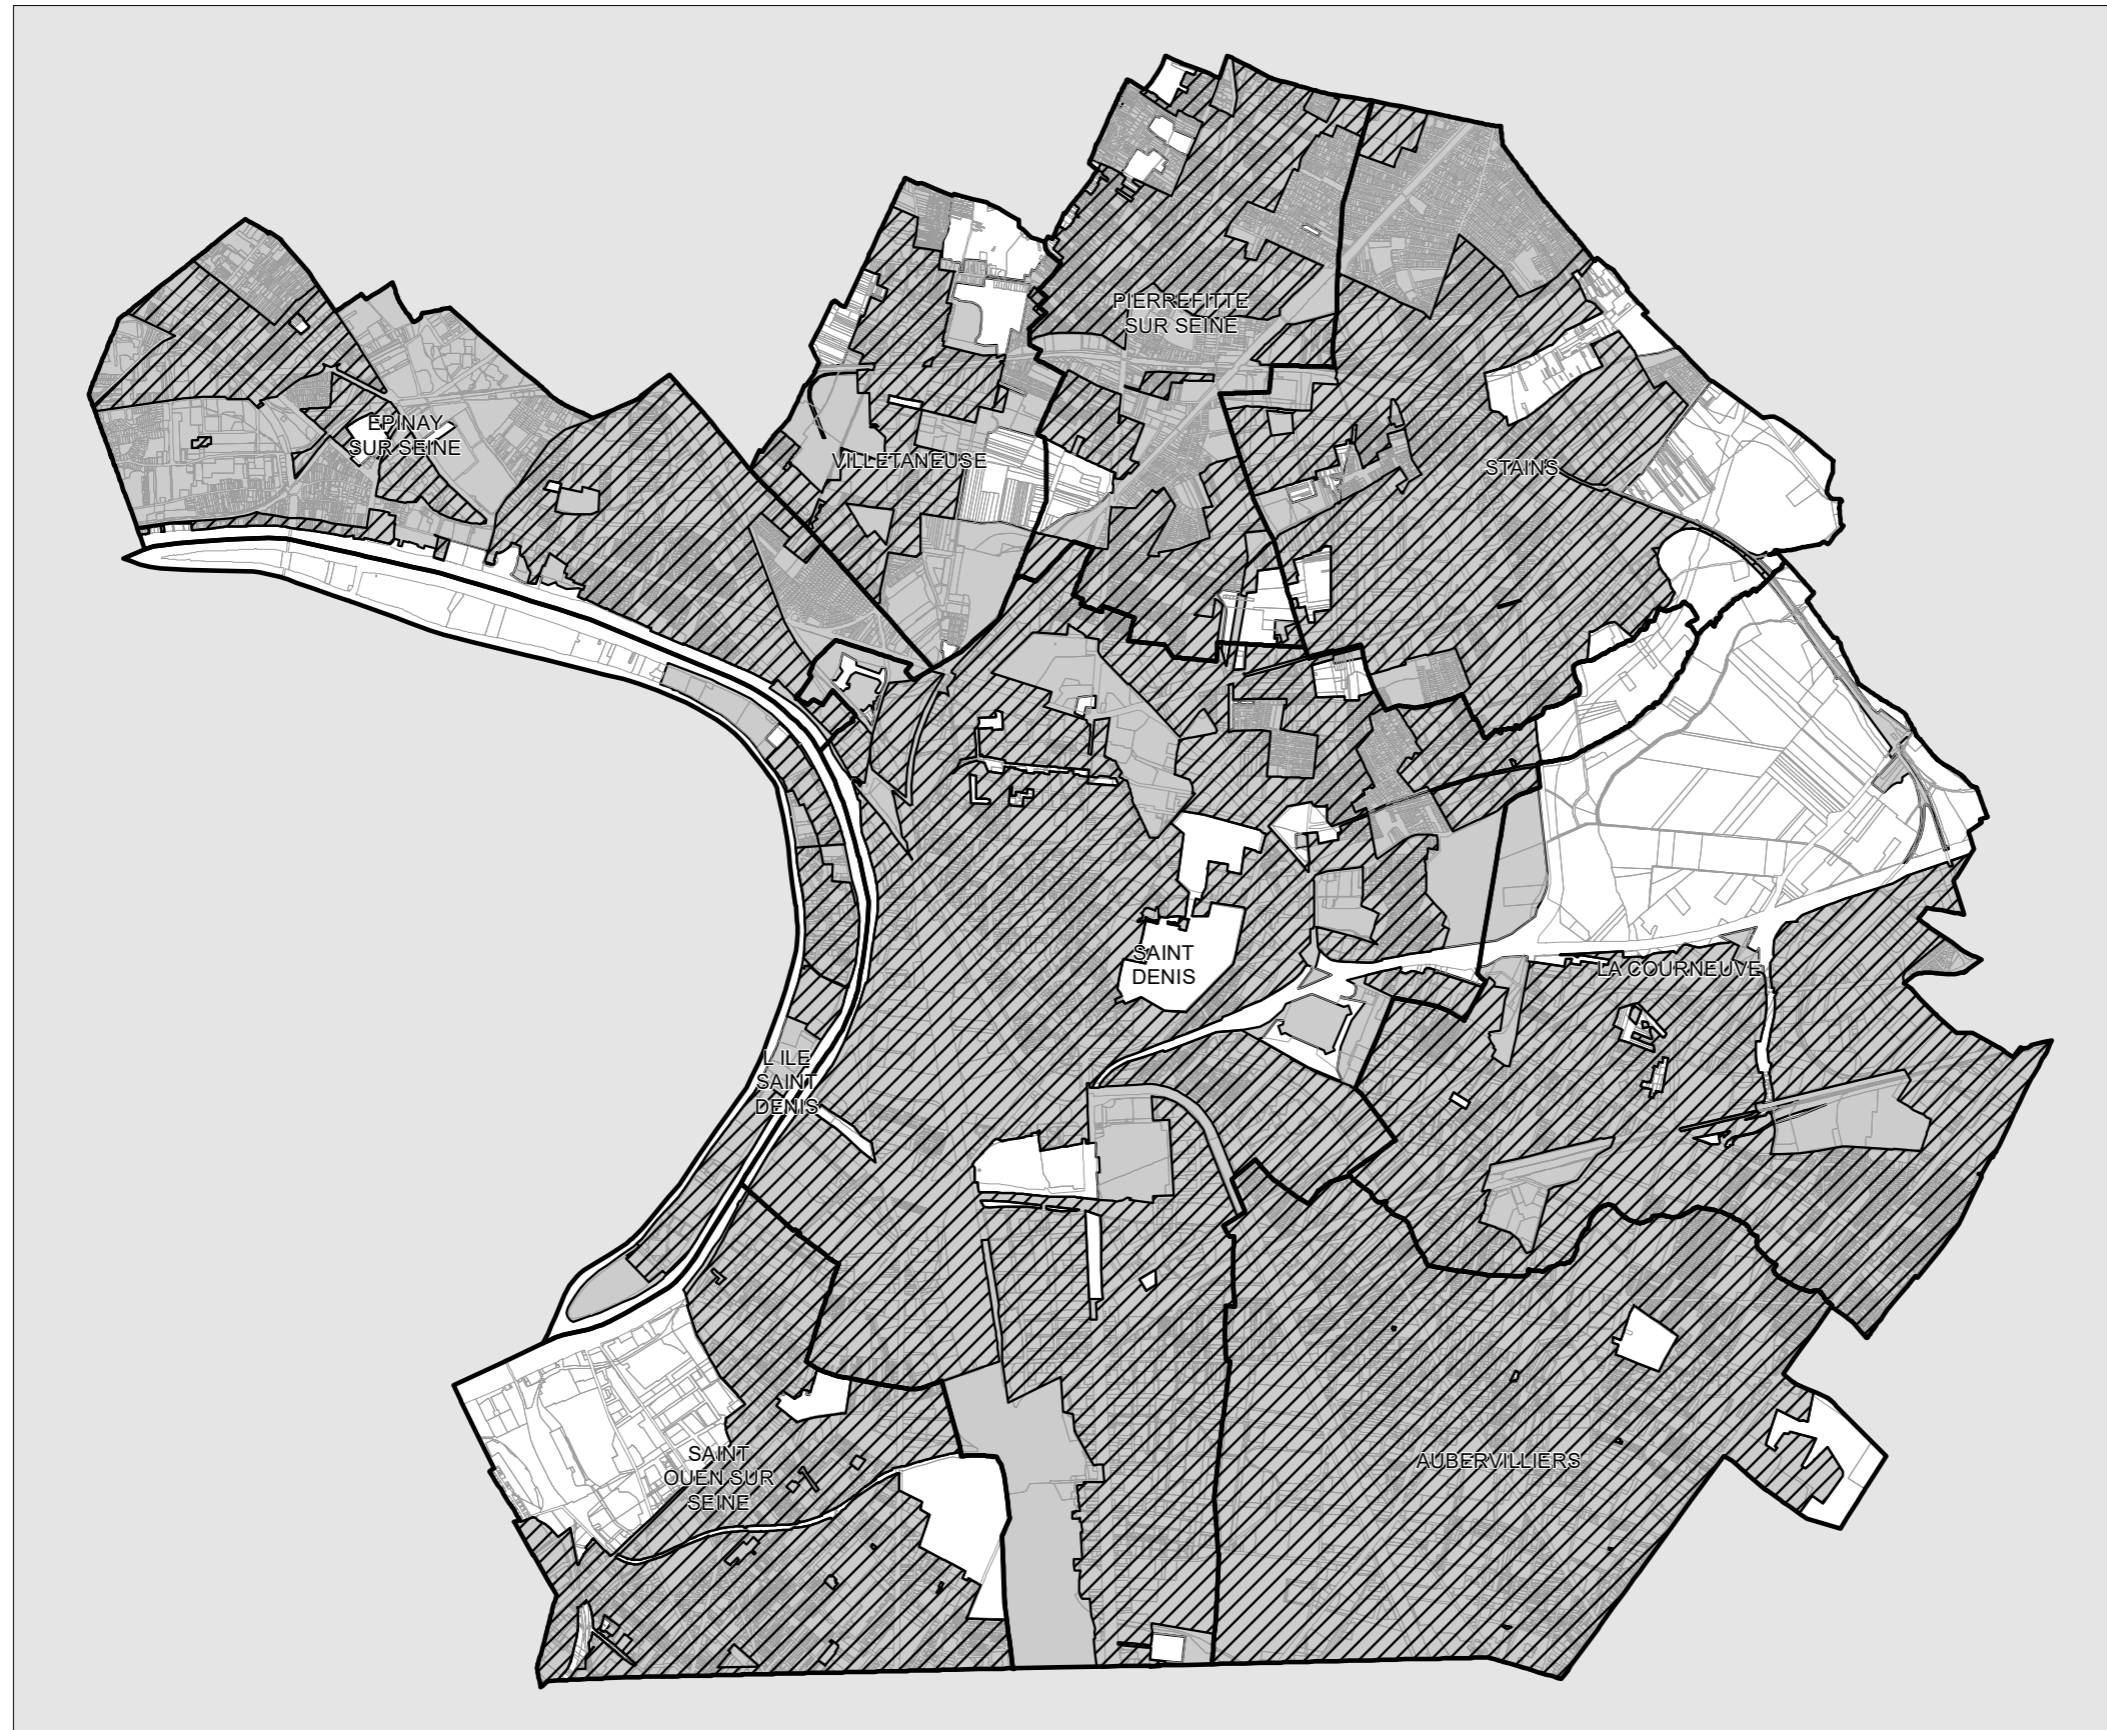 PIERREFITTE
SUR SEINE
EPINAY
SUR SEINE
VILLETANEUSE
STAINS
SAINT
DENIS
LA COURNEUVE
L ILE
SAINT
DENIS
SAINT
OUEN SUR
SEINE
AUBERVILLIERS